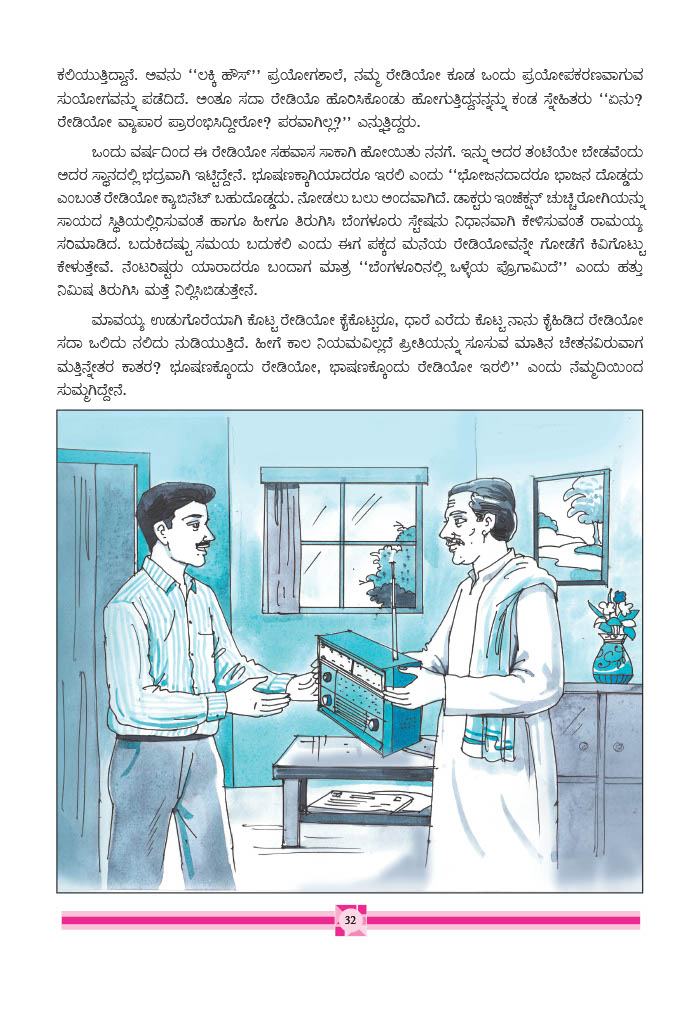 ಕಲಿಯುತ್ತಿದ್ದಾನೆ. ಅವನು ‘‘ಲಕ್ಕಿ ಹೌಸ್’’ ಪ್ರಯೋಗಶಾಲೆ, ನಮ್ಮ ರೇಡಿಯೋ ಕೂಡ ಒಂದು ಪ್ರಯೋಪಕರಣವಾಗುವ
ಸುಯೋಗವನ್ನು ಪಡೆದಿದೆ. ಅಂತೂ ಸದಾ ರೇಡಿಯೊ ಹೊರಿಸಿಕೊಂಡು ಹೋಗುತ್ತಿದ್ದನನ್ನನ್ನು ಕಂಡ ಸ್ನೇಹಿತರು ‘‘ಏನು?
ರೇಡಿಯೋ ವ್ಯಾಪಾರ ಪ್ರಾರಂಭಿಸಿದ್ದೀರೋ? ಪರವಾಗಿಲ್ಲ?’’ ಎನ್ನುತ್ತಿದ್ದರು.
ಒಂದು ವರ್ಷದಿಂದ ಈ ರೇಡಿಯೋ ಸಹವಾಸ ಸಾಕಾಗಿ ಹೋಯಿತು ನನಗೆ. ಇನ್ನು ಅದರ ತಂಟೆಯೇ ಬೇಡವೆಂದು
ಅದರ ಸ್ಥಾನದಲ್ಲಿ ಭದ್ರವಾಗಿ ಇಟ್ಟಿದ್ದೇನೆ. ಭೂಷಣಕ್ಕಾಗಿಯಾದರೂ ಇರಲಿ ಎಂದು ‘‘ಭೋಜನದಾದರೂ ಭಾಜನ ದೊಡ್ಡದು
ಎಂಬಂತೆ ರೇಡಿಯೋ ಕ್ಯಾಬಿನೆಟ್ ಬಹುದೊಡ್ಡದು. ನೋಡಲು ಬಲು ಅಂದವಾಗಿದೆ. ಡಾಕ್ಟರು ಇಂಜೆಕ್ಷನ್ ಚುಚ್ಚಿ ರೋಗಿಯನ್ನು
ಸಾಯದ ಸ್ಥಿತಿಯಲ್ಲಿರಿಸುವಂತೆ ಹಾಗೂ ಹೀಗೂ ತಿರುಗಿಸಿ ಬೆಂಗಳೂರು ಸ್ಟೇಷನು ನಿಧಾನವಾಗಿ ಕೇಳಿಸುವಂತೆ ರಾಮಯ್ಯ
ಸರಿಮಾಡಿದ. ಬದುಕಿದಷ್ಟು ಸಮಯ ಬದುಕಲಿ ಎಂದು ಈಗ ಪಕ್ಕದ ಮನೆಯ ರೇಡಿಯೋವನ್ನೇ ಗೋಡೆಗೆ ಕಿವಿಗೊಟ್ಟು
ಕೇಳುತ್ತೇವೆ. ನೆಂಟರಿಷ್ಟರು ಯಾರಾದರೂ ಬಂದಾಗ ಮಾತ್ರ ‘‘ಬೆಂಗಳೂರಿನಲ್ಲಿ ಒಳ್ಳೆಯ ಪ್ರೊಗ್ರಾಮಿದೆ’’ ಎಂದು ಹತ್ತು
ನಿಮಿಷ ತಿರುಗಿಸಿ ಮತ್ತೆ ನಿಲ್ಲಿಸಿಬಿಡುತ್ತೇನೆ.
ಮಾವಯ್ಯ ಉಡುಗೊರೆಯಾಗಿ ಕೊಟ್ಟ ರೇಡಿಯೋ ಕೈಕೊಟ್ಟರೂ, ಧಾರೆ ಎರೆದು ಕೊಟ್ಟ ನಾನು ಕೈಹಿಡಿದ ರೇಡಿಯೋ
ಸದಾ ಒಲಿದು ನಲಿದು ನುಡಿಯುತ್ತಿದೆ. ಹೀಗೆ ಕಾಲ ನಿಯಮವಿಲ್ಲದೆ ಪ್ರೀತಿಯನ್ನು ಸೂಸುವ ಮಾತಿನ ಚೇತನವಿರುವಾಗ
ಮತ್ತಿನ್ನೇತರ ಕಾತರ? ಭೂಷಣಕ್ಕೊಂದು ರೇಡಿಯೋ, ಭಾಷಣಕ್ಕೊಂದು ರೇಡಿಯೋ ಇರಲಿ’’ ಎಂದು ನೆಮ್ಮದಿಯಿಂದ
ಸುಮ್ಮಗಿದ್ದೇನೆ.
32